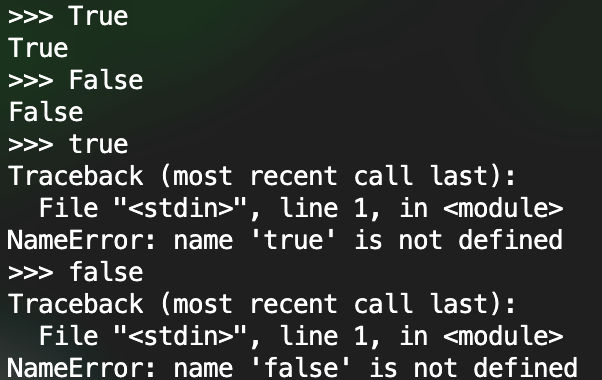 >>> True
True
>>> False
False
>>> true
Traceback (most recent call last):
  File "<stdin>", line 1, in <module>
NameError: name 'true' is not defined
>>> false
Traceback (most recent call last):
  File "<stdin>", line 1, in <module>
NameError: name 'false' is not defined